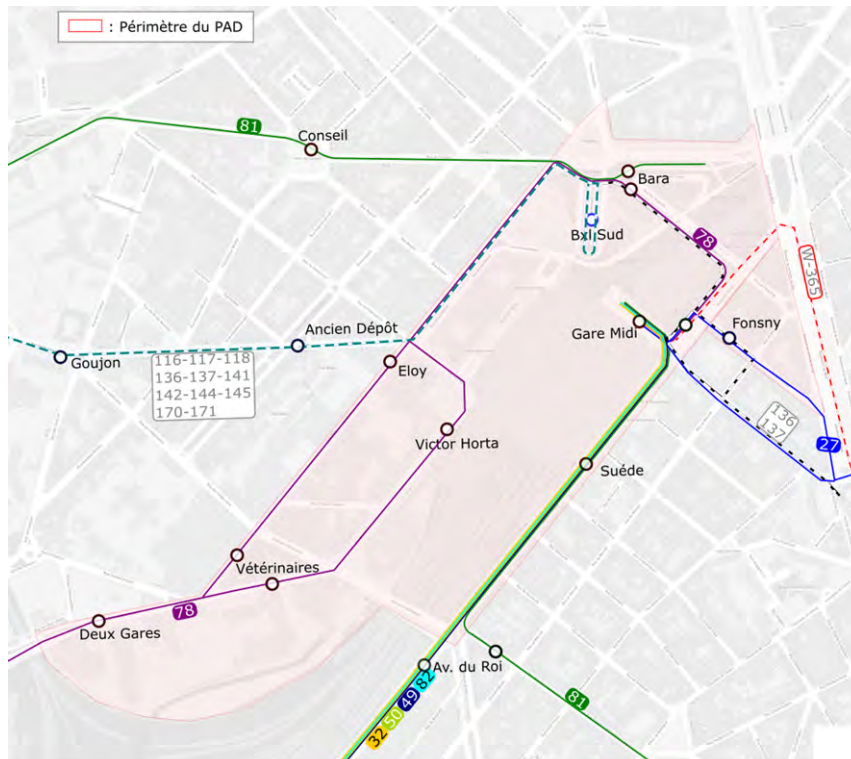 : Périmètre du PAD
81
Conseil
Bara
Bxl Sud
78
W-365
Gare Midi
Fonsny
Ancien Dépôt
Goujon
116-117-118
136-137-141
142-144-145
170-171
Eloy
136
137
Victor Horta
27
Suéde
Vétérinaires
78
Deux Gares
Av. du Roi
32
50
49
82
81